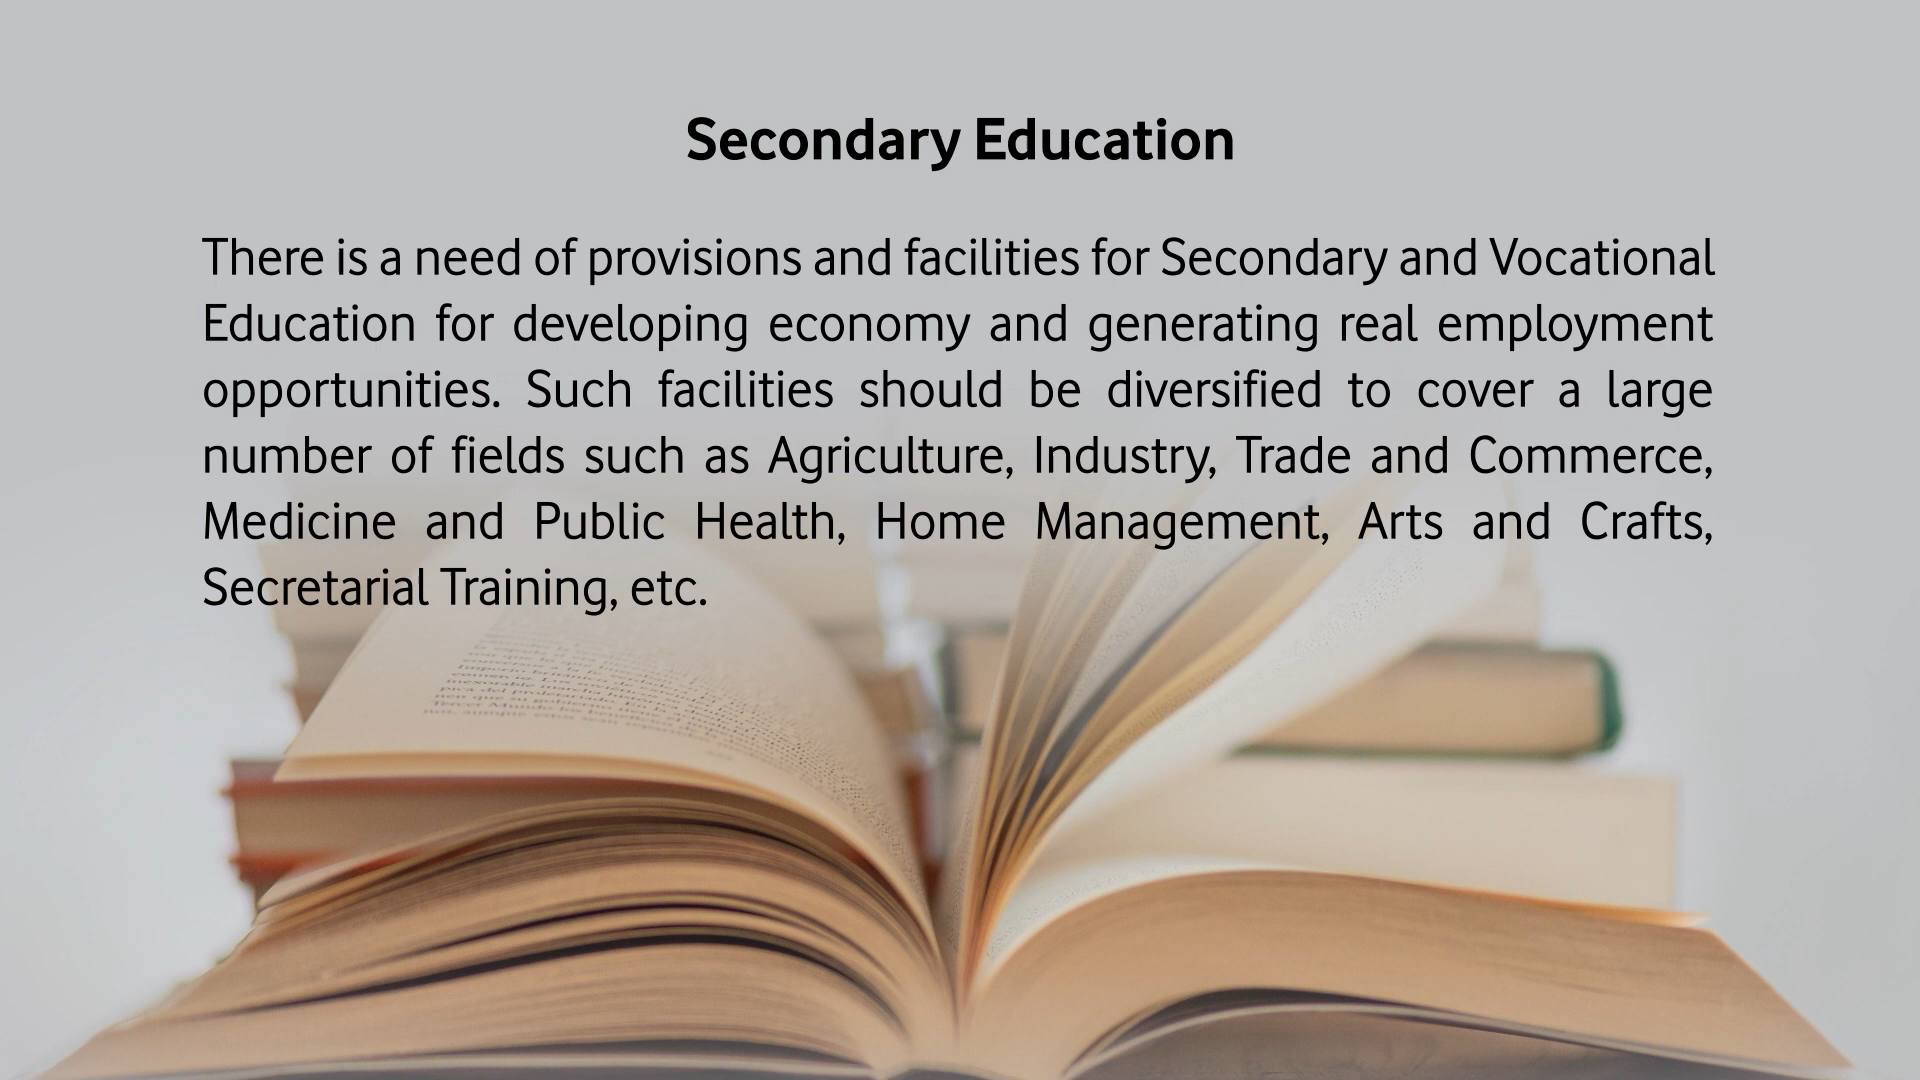 Secondary Education
There is a need of provisions and facilities for Secondary and Vocational
Education for developing economy and generating real employment
opportunities. Such facilities should be diversified to cover a large
number of fields such as Agriculture, Industry, Trade and Commerce,
Medicine and Public Health, Home Management, Arts and Crafts,
Secretarial Training, etc.